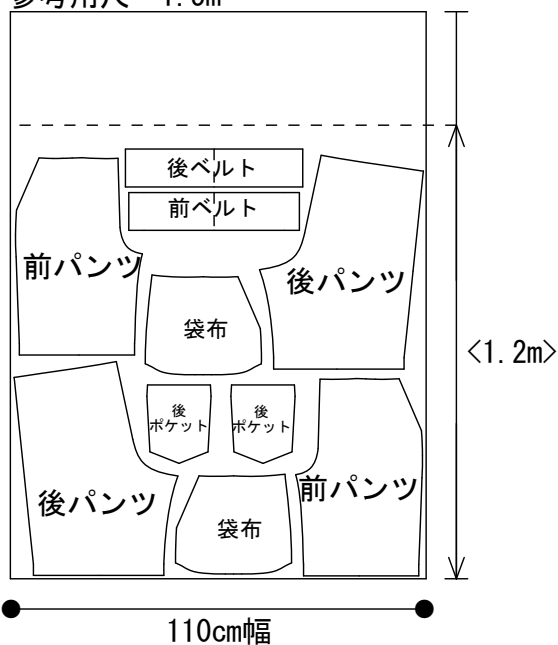 参考用尺 1.5m
後ベルト
前ベルト
前パンツ
後パンツ
袋布
<1.2m>
後
ポケット
後
ポケット
後パンツ
前パンツ
袋布
110cm幅